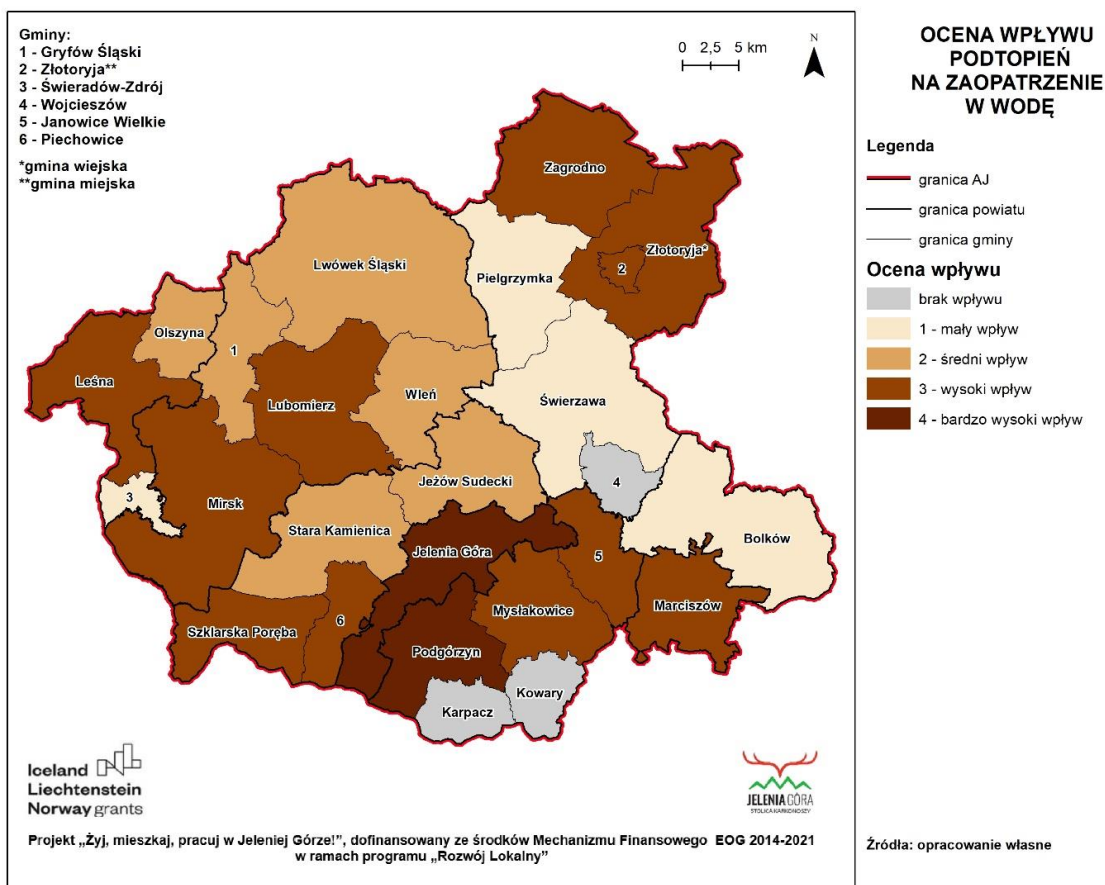 Gminy:
1 - Gryfów Śląski
2 - Złotoryja**
3 - Świeradów-Zdrój
4 - Wojcieszów
5 - Janowice Wielkie
6 - Piechowice
*gmina wiejska
**gmina miejska
0 2,5 5 km
N
OCENA WPŁYWU
PODTOPIEŃ
NA ZAOPATRZENIE
W WODĘ
Legenda
granica AJ
granica powiatu
granica gminy
Ocena wpływu
brak wpływu
1 - mały wpływ
2 - średni wpływ
3 - wysoki wpływ
4 - bardzo wysoki wpływ
Zagrodno
Złotoryja*
2
Lwówek Śląski
Pielgrzymka
Olszyna
1
Leśna
Lubomierz
Wleń
Świerzawa
3
Mirsk
Jeżów Sudecki
4
Stara Kamienica
Jelenia Góra
Bolków
5
Mysłakowice
Marciszów
6
Szklarska Poręba
Podgórzyn
Kowary
Karpacz
Iceland
Liechtenstein
Norway grants
JELENIA GÓRA
STOLICA KARKONOSZY
Projekt „Żyj, mieszkaj, pracuj w Jeleniej Górze!”, dofinansowany ze środków Mechanizmu Finansowego EOG 2014-2021
w ramach programu „Rozwój Lokalny”
Źródła: opracowanie własne